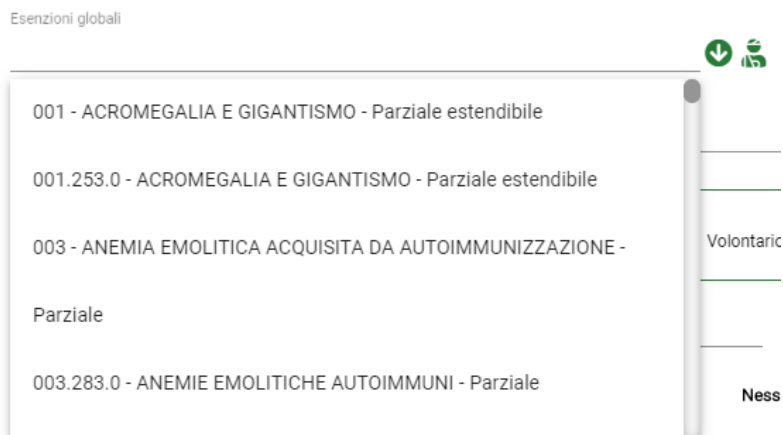 Esenzioni globali
001 - ACROMEGALIA E GIGANTISMO - Parziale estendibile
001.253.0 - ACROMEGALIA E GIGANTISMO - Parziale estendibile
003 - ANEMIA EMOLITICA ACQUISITA DA AUTOIMMUNIZZAZIONE -
Volontario
Parziale
003.283.0 - ANEMIE EMOLITICHE AUTOIMMUNI - Parziale
Ness